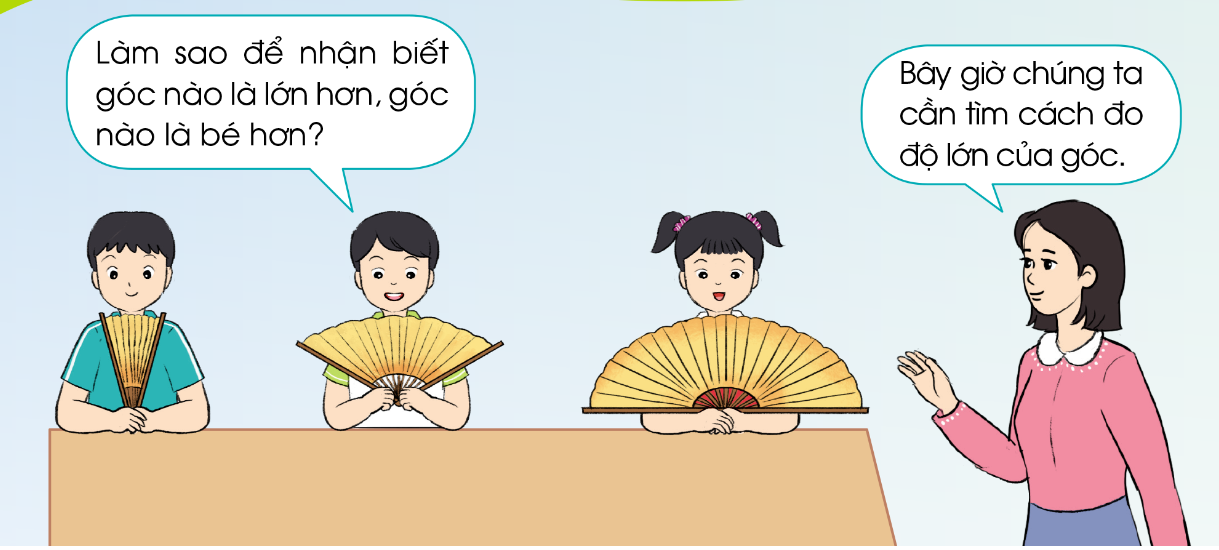 Làm sao để nhận biết
góc nào là lớn hơn, góc
nào là bé hơn?
Bây giờ chúng ta
cần tìm cách đo
độ lớn của góc.